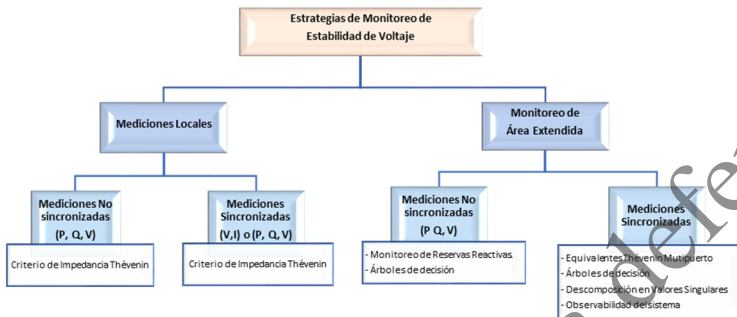 Estrategias de Monitoreo de
Estabilidad de Voltaje
Mediciones Locales
Monitoreo de
Área Extendida
Mediciones No
sincronizadas
(P, Q, V)
Criterio de Impedancia Thévenin
Mediciones
Sincronizadas
(V,I) o (P, Q, V)
Criterio de Impedancia Thévenin
Mediciones No
sincronizadas
(P Q, V)
- Monitoreo de Reservas Reactivas.
- Árboles de decisión
Mediciones
Sincronizadas
- Equivalentes Thévenin Mutipuerto
- Árboles de decisión
- Descomposición en Valores Singulares
- Observabilidad del sistema